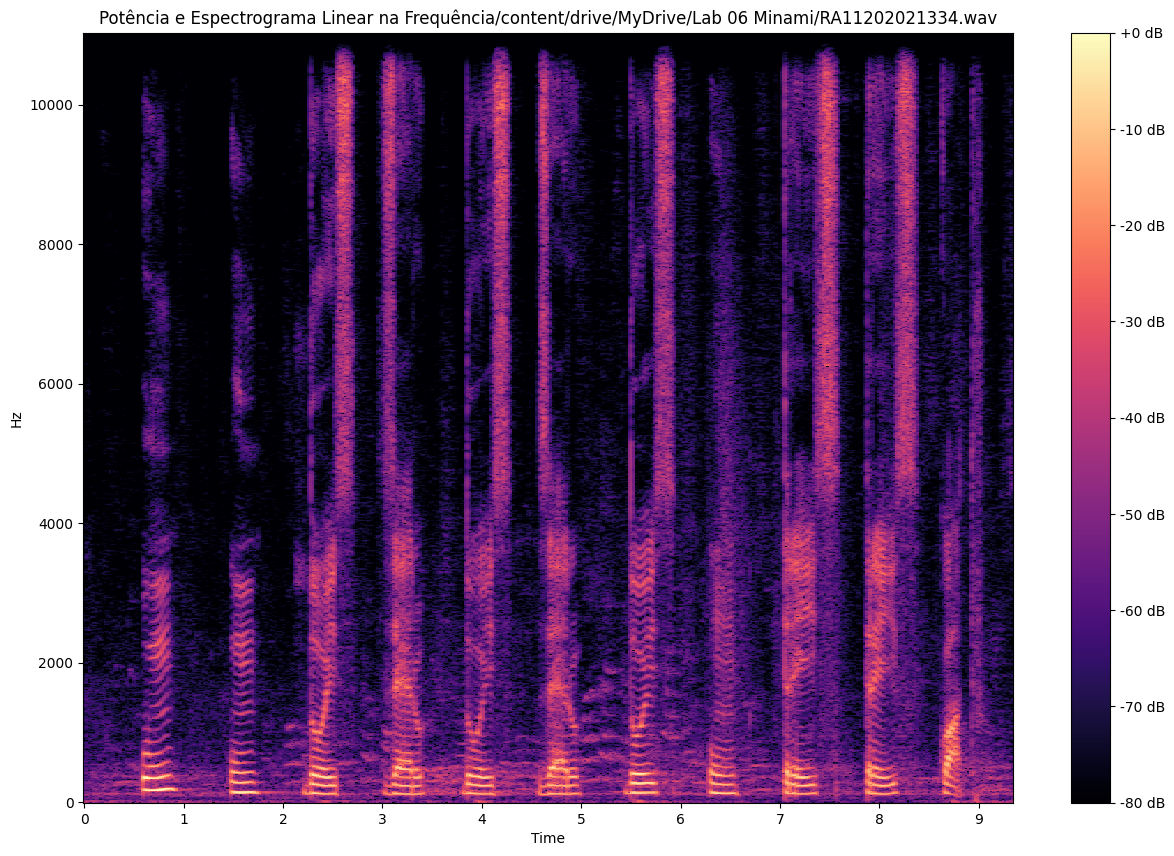 Potência e Espectrograma Linear na Frequência/content/drive/MyDrive/Lab 06 Minami/RA11202021334.wav
+0 dB
-10 dB
-20 dB
-30 dB
-40 dB
-50 dB
-60 dB
-70 dB
-80 dB
Hz
10000
8000
6000
4000
2000
0
0 1 2 3 4 5 6 7 8 9
Time